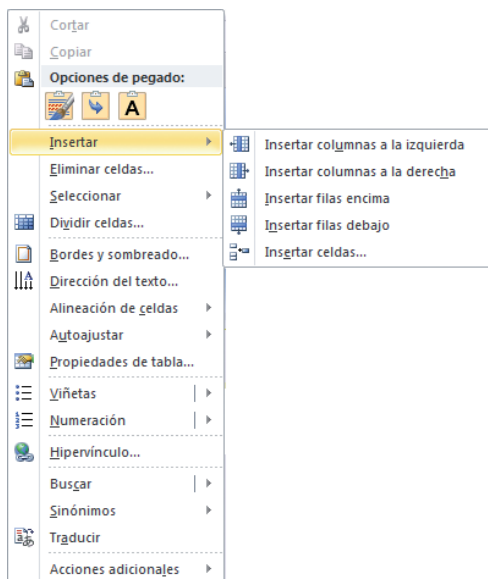 Cortar
Copiar
Opciones de pegado:
A
Insertar
Insertar columnas a la izquierda
Insertar columnas a la derecha
Insertar filas encima
Insertar filas debajo
Insertar celdas...
Eliminar celdas...
Seleccionar
Dividir celdas...
Bordes y sombreado...
Dirección del texto...
Alineación de celdas
Autoajustar
Propiedades de tabla...
Viñetas
Numeración
Hipervínculo...
Buscar
Sinónimos
Traducir
Acciones adicionales